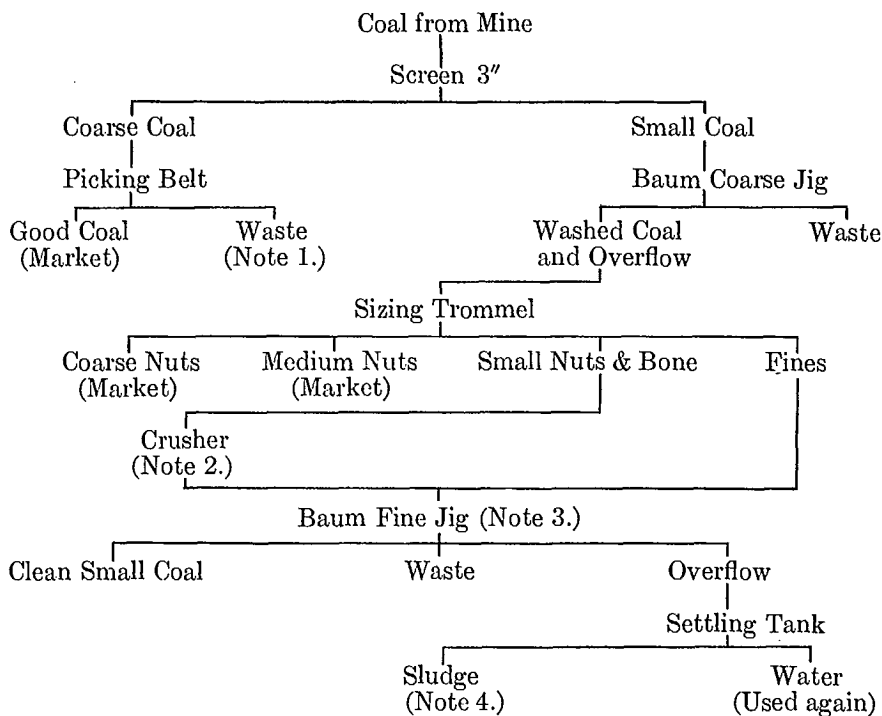 Coal from Mine
Screen 3″
Coarse Coal Small Coal
Picking Belt Baum Coarse Jig
Good Coal Waste Washed Coal Waste
(Market) (Note 1.) and Overflow
Sizing Trommel
Coarse Nuts Medium Nuts Small Nuts & Bone Fines
(Market) (Market)
Crusher
(Note 2.)
Baum Fine Jig (Note 3.)
Clean Small Coal Waste Overflow
Settling Tank
Sludge Water
(Note 4.) (Used again)